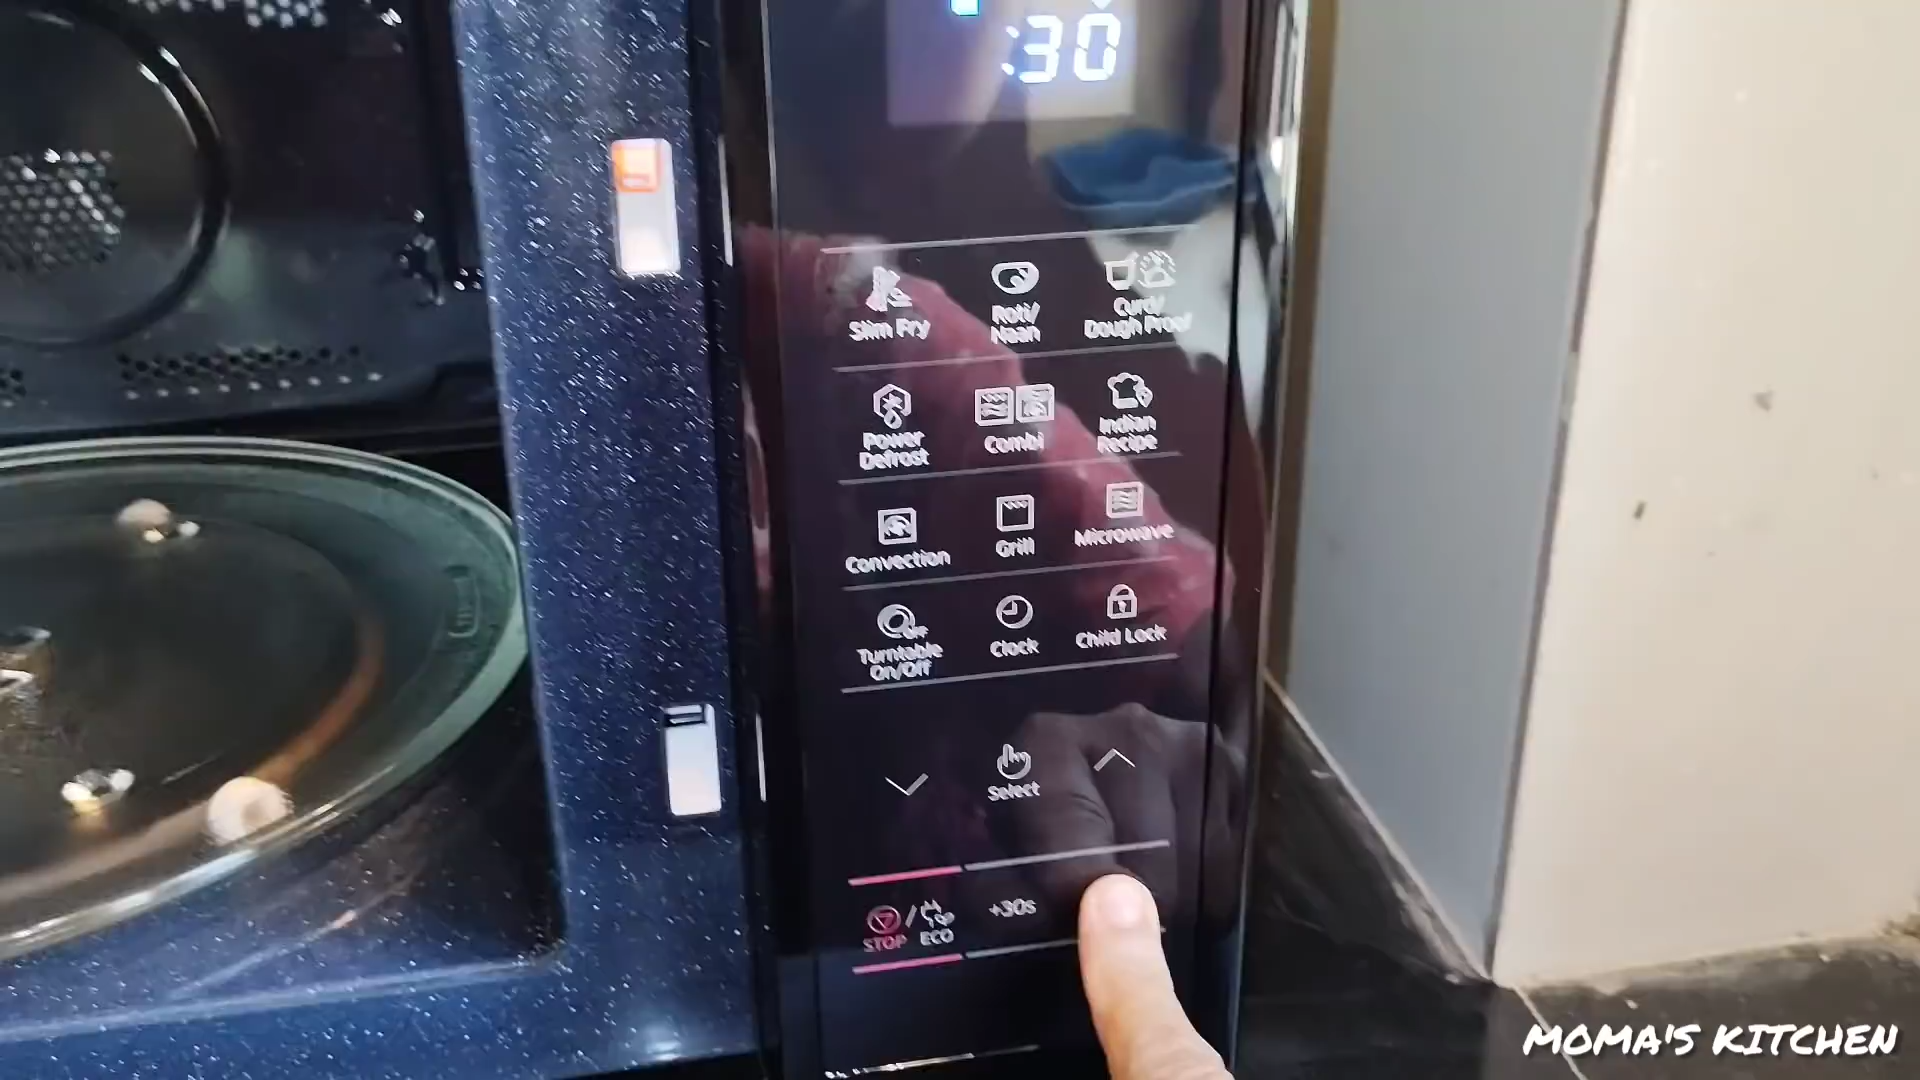 :30
Slim Fry
Roti/
Naan
Curd/
Dough Proof
Power
Defrost
Combi
Indian
Recipe
Convection
Grill
Microwave
Turntable
On/Off
Clock
Child Lock
Select
STOP / ECO
+30s
MOMA'S KITCHEN